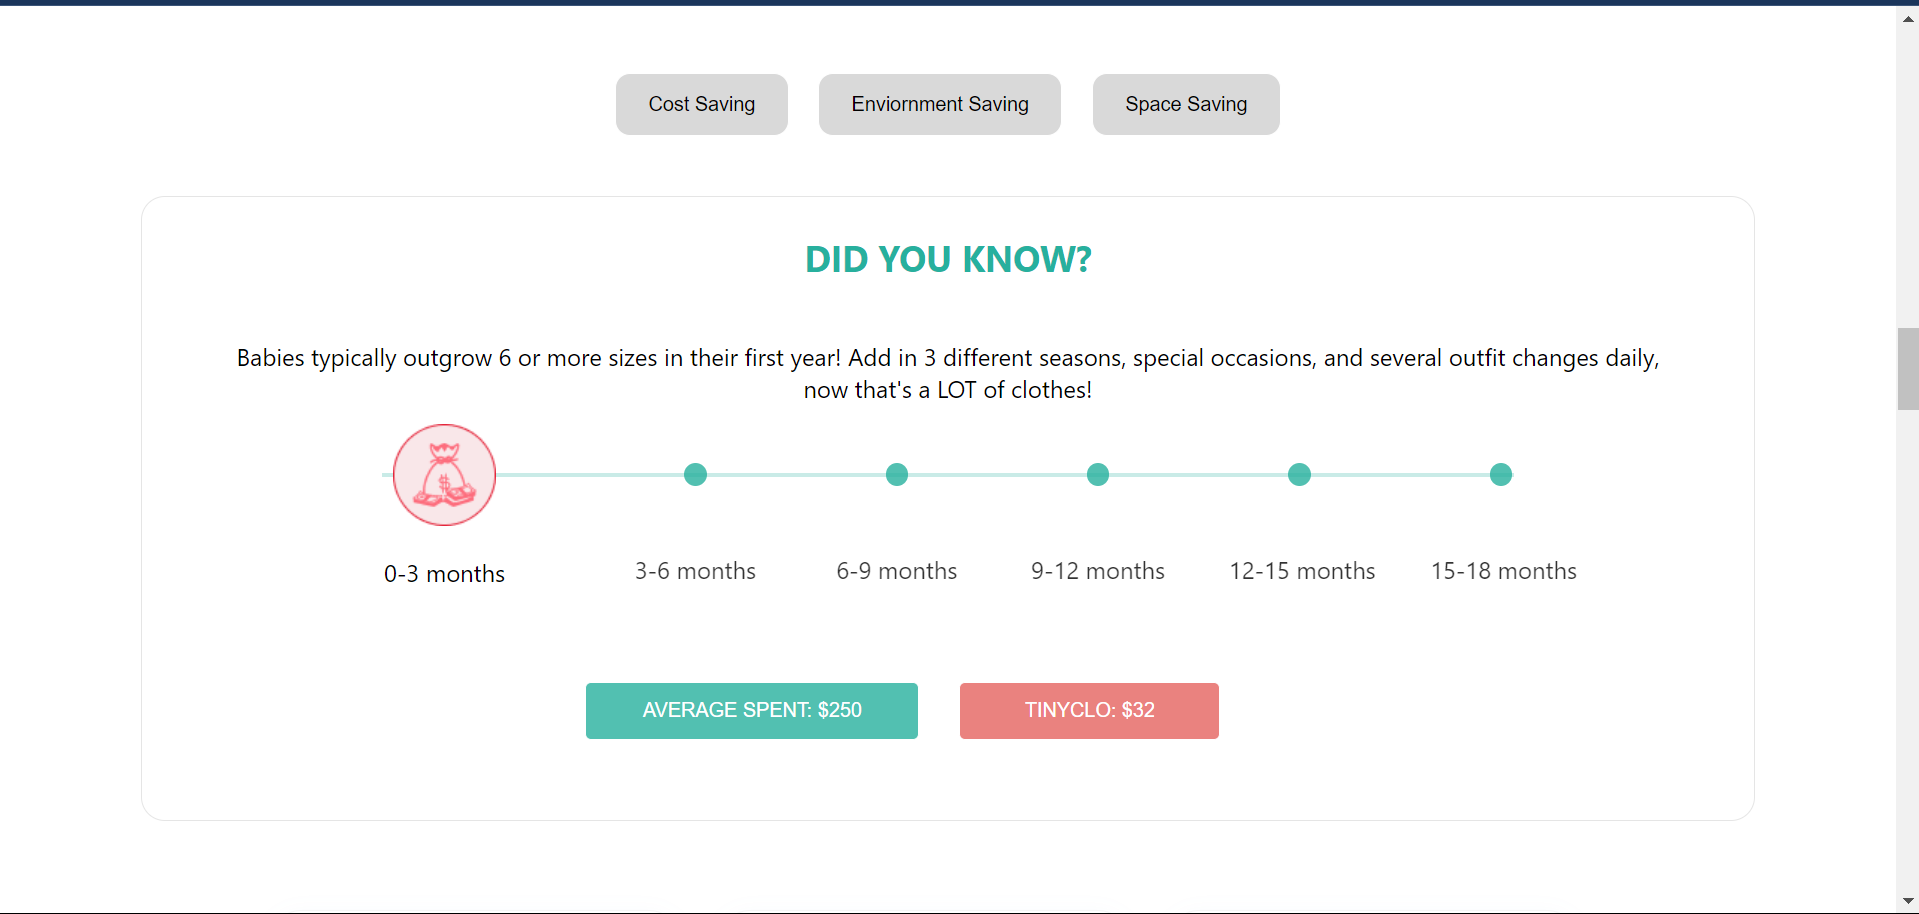 Cost Saving
Enviornment Saving
Space Saving
DID YOU KNOW?
Babies typically outgrow 6 or more sizes in their first year! Add in 3 different seasons, special occasions, and several outfit changes daily,
now that's a LOT of clothes!
$
0-3 months
3-6 months
6-9 months
9-12 months
12-15 months
15-18 months
AVERAGE SPENT: $250
TINYCLO: $32